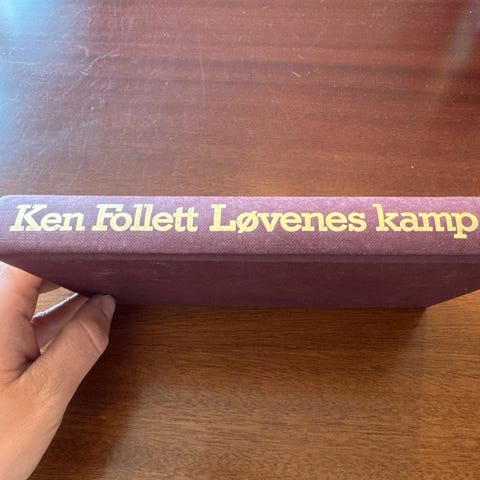 Ken Follett Løvenes kamp